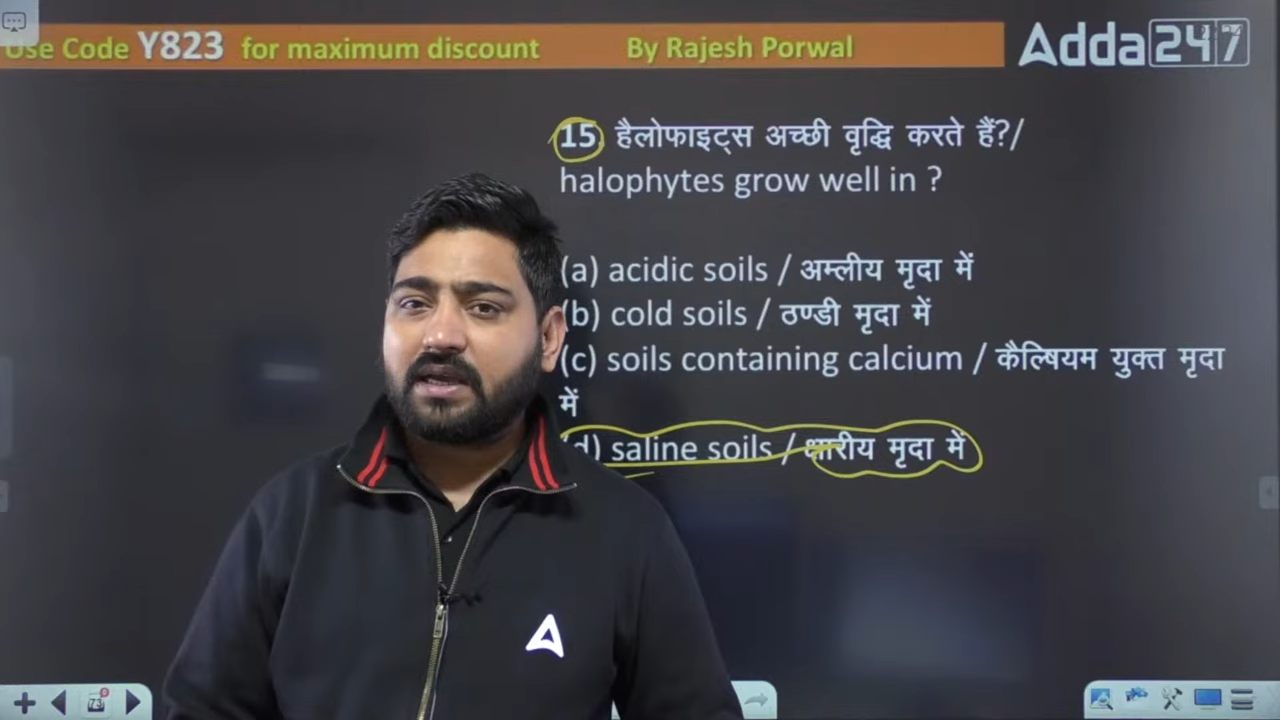 Use Code Y823 for maximum discount By Rajesh Porwal
Adda247
15 हैलोफाइट्स अच्छी वृद्धि करते हैं?/
halophytes grow well in ?
(a) acidic soils / अम्लीय मृदा में
(b) cold soils / ठण्डी मृदा में
(c) soils containing calcium / कैल्षियम युक्त मृदा
में
(d) saline soils / क्षारीय मृदा में
73